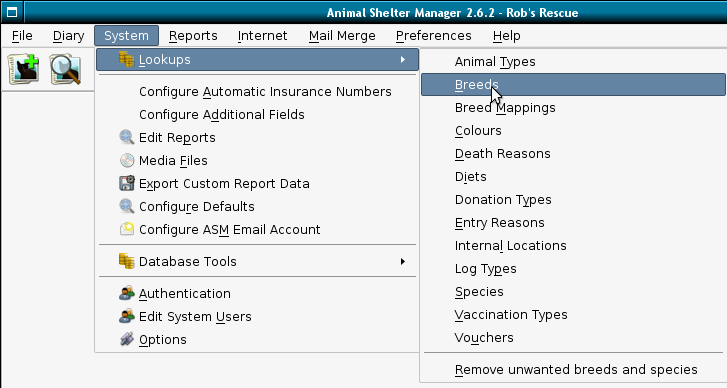 Animal Shelter Manager 2.6.2 - Rob's Rescue
File Diary System Reports Internet Mail Merge Preferences Help
Lookups
Configure Automatic Insurance Numbers
Configure Additional Fields
Edit Reports
Media Files
Export Custom Report Data
Configure Defaults
Configure ASM Email Account
Database Tools
Authentication
Edit System Users
Options
Animal Types
Breeds
Breed Mappings
Colours
Death Reasons
Diets
Donation Types
Entry Reasons
Internal Locations
Log Types
Species
Vaccination Types
Vouchers
Remove unwanted breeds and species